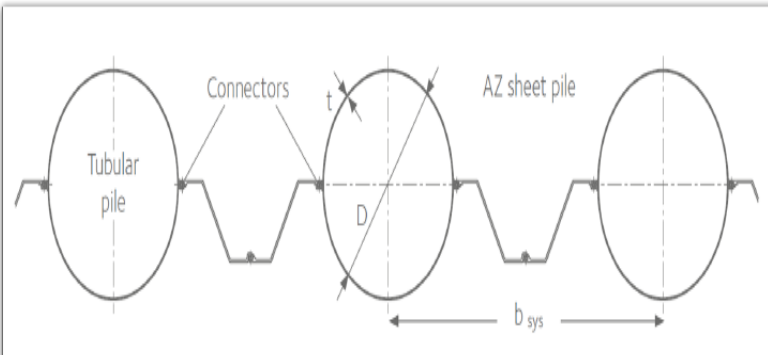 Connectors
AZ sheet pile
t
Tubular
pile
D
b sys